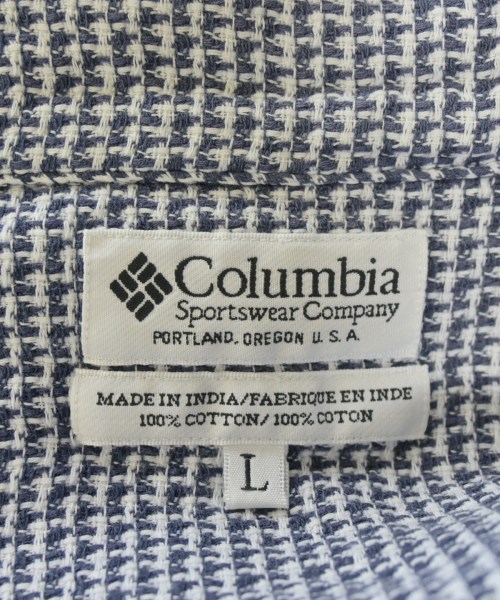 Columbia
Sportswear Company
PORTLAND, OREGON U.S.A.
MADE IN INDIA/FABRIQUE EN INDE
100% COTTON/100% COTON
L